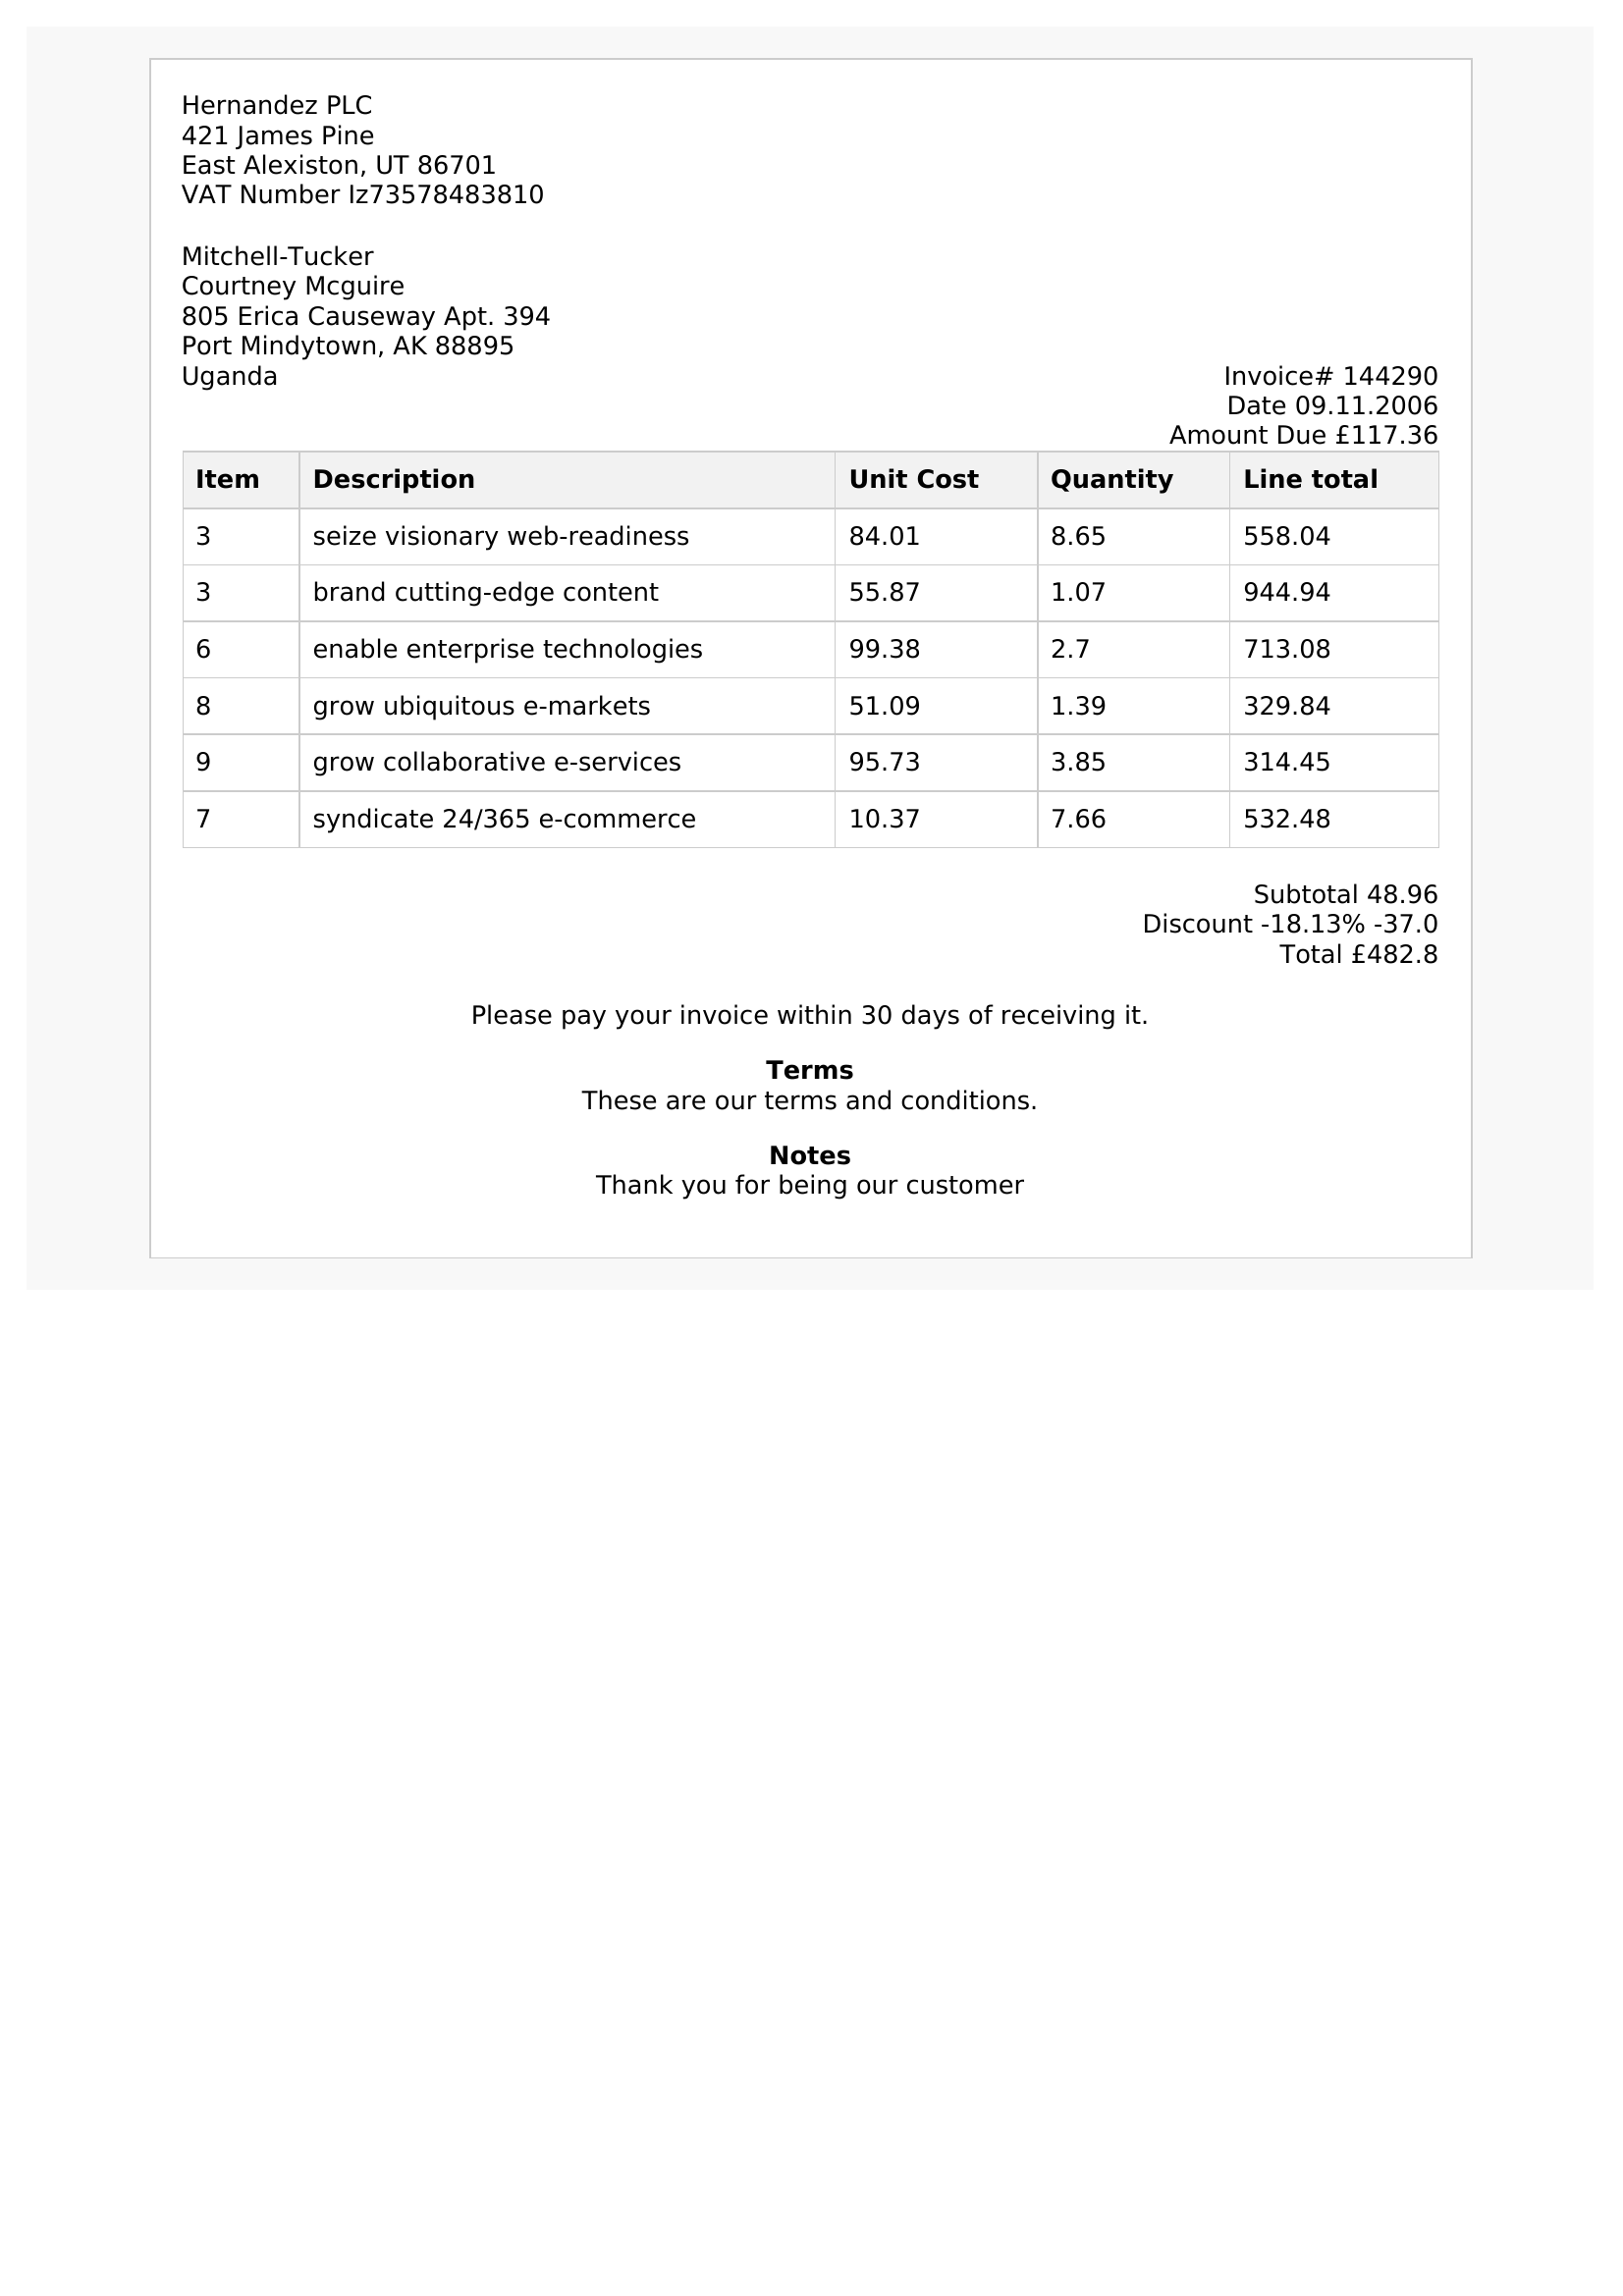 Hernandez PLC
421 James Pine
East Alexiston, UT 86701
VAT Number Iz73578483810
Mitchell-Tucker
Courtney Mcguire
805 Erica Causeway Apt. 394
Port Mindytown, AK 88895
Uganda
Invoice# 144290
Date 09.11.2006
Amount Due £117.36
Item Description Unit Cost Quantity Line total
3 seize visionary web-readiness 84.01 8.65 558.04
3 brand cutting-edge content 55.87 1.07 944.94
6 enable enterprise technologies 99.38 2.7 713.08
8 grow ubiquitous e-markets 51.09 1.39 329.84
9 grow collaborative e-services 95.73 3.85 314.45
7 syndicate 24/365 e-commerce 10.37 7.66 532.48
Subtotal 48.96
Discount -18.13% -37.0
Total £482.8
Please pay your invoice within 30 days of receiving it.
Terms
These are our terms and conditions.
Notes
Thank you for being our customer